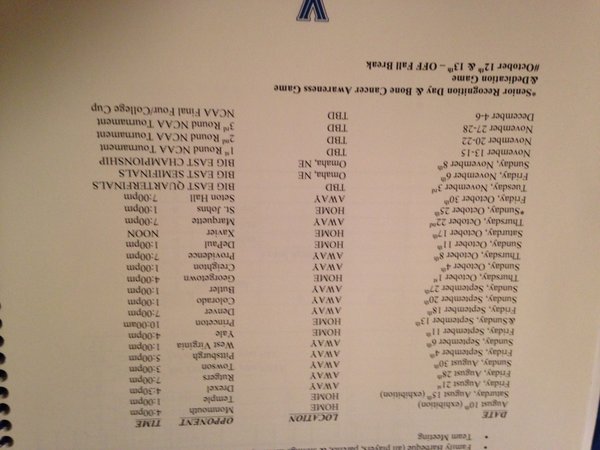 Family Barbeque (all players, parents, &
• Team Meeting
DATE LOCATION OPPONENT TIME
August 10th (exhibition) HOME Monmouth 4:00pm
Saturday, August 15th (exhibition) HOME Temple 1:00pm
Friday, August 21st AWAY Drexel 4:30pm
Friday, August 28th AWAY Rutgers 7:00pm
Sunday, August 30th AWAY Towson 3:00pm
Friday, September 4th AWAY Pittsburgh 5:00pm
Sunday, September 6th AWAY West Virginia 1:00pm
Friday, September 11th HOME Yale 4:00pm
&Sunday, September 13th HOME Princeton 10:00am
Friday, September 18th AWAY Denver 7:00pm
Sunday, September 20th AWAY Colorado 1:00pm
Sunday, September 27th AWAY Butler 1:00pm
Thursday, October 1st HOME Georgetown 4:00pm
Sunday, October 4th AWAY Creighton 1:00pm
Thursday, October 8th AWAY Providence 7:00pm
Sunday, October 11th HOME DePaul 1:00pm
Saturday, October 17th HOME Xavier NOON
Thursday, October 22nd AWAY Marquette 7:00pm
*Sunday, October 25th HOME St. Johns 1:00pm
Friday, October 30th AWAY Seton Hall 7:00pm
Tuesday, November 3rd TBD BIG EAST QUARTERFINALS
Friday, November 6th Omaha, NE BIG EAST SEMIFINALS
Sunday, November 8th Omaha, NE BIG EAST CHAMPIONSHIP
November 13-15 TBD 1st Round NCAA Tournament
November 20-22 TBD 2nd Round NCAA Tournament
November 27-28 TBD 3rd Round NCAA Tournament
December 4-6 TBD NCAA Final Four/College Cup
*Senior Recognition Day & Bone Cancer Awareness Game
&Dedication Game
#October 12th & 13th – OFF Fall Break